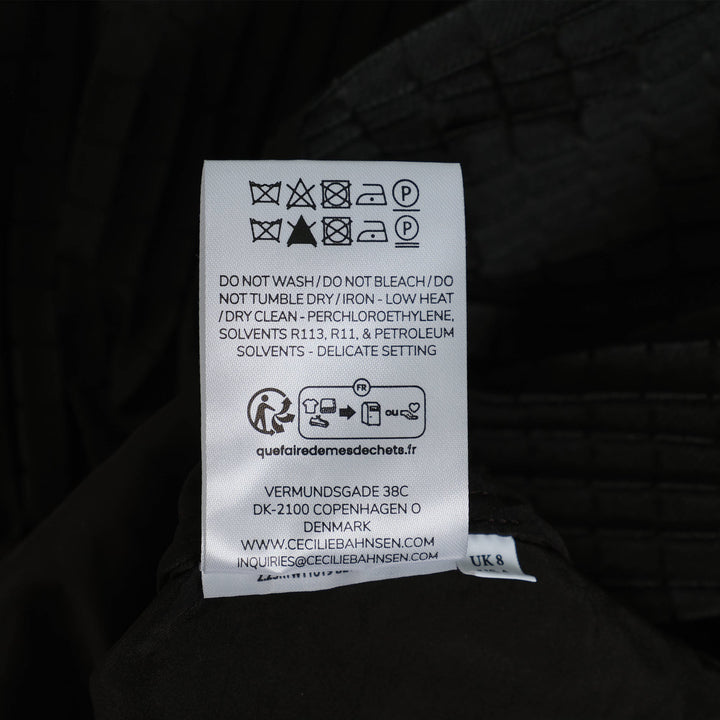 P
P
DO NOT WASH / DO NOT BLEACH / DO
NOT TUMBLE DRY / IRON - LOW HEAT
/ DRY CLEAN - PERCHLOROETHYLENE,
SOLVENTS R113, R11, & PETROLEUM
SOLVENTS - DELICATE SETTING
FR
ou
quefairedemesdechets.fr
VERMUNDSGADE 38C
DK-2100 COPENHAGEN O
DENMARK
WWW.CECILIEBAHNSEN.COM
INQUIRIES@CECILIEBAHNSEN.COM
UK 8